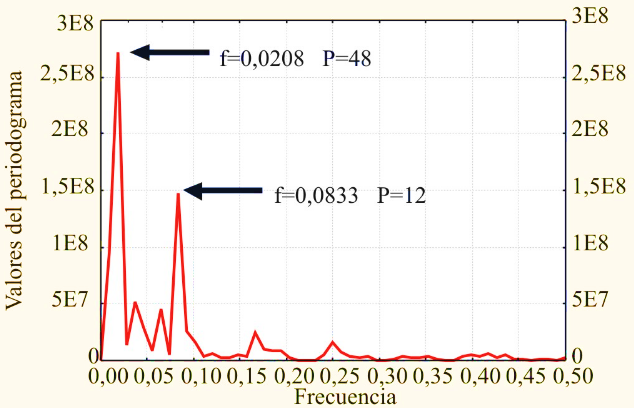 Valores del periodograma
3E8
2,5E8
2E8
1,5E8
1E8
5E7
0
3E8
2,5E8
2E8
1,5E8
1E8
5E7
0
f=0,0208 P=48
f=0,0833 P=12
0,00 0,05 0,10 0,15 0,20 0,25 0,30 0,35 0,40 0,45 0,50
Frecuencia